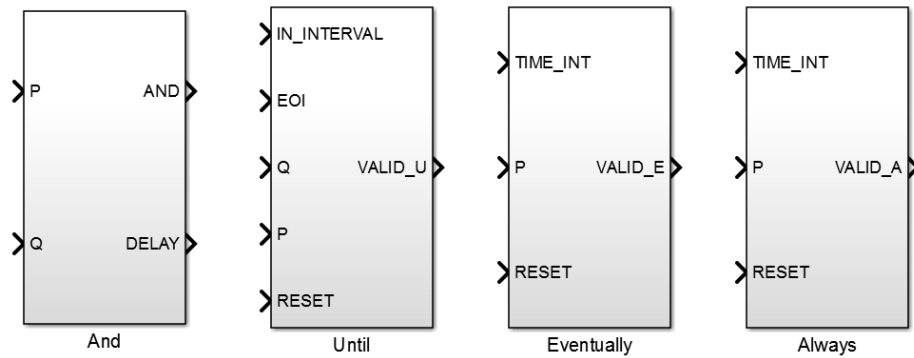 P
AND
Q
DELAY
And
IN_INTERVAL
EOI
Q
VALID_U
P
RESET
Until
TIME_INT
P
VALID_E
RESET
Eventually
TIME_INT
P
VALID_A
RESET
Always